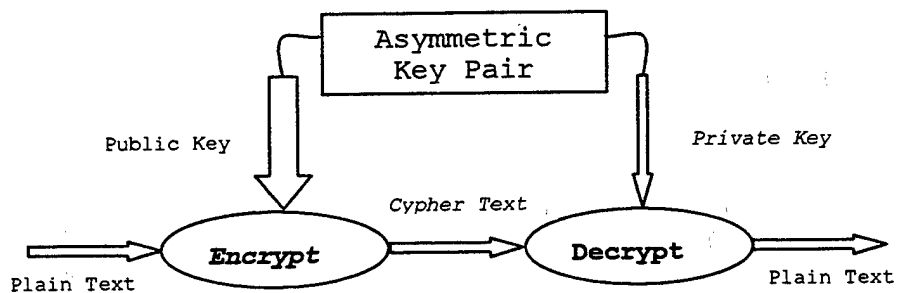 Asymmetric
Key Pair
Public Key
Private Key
Cypher Text
Encrypt
Decrypt
Plain Text
Plain Text